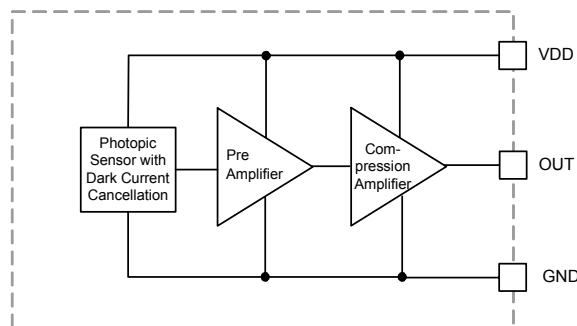 VDD
Photopic
Sensor with
Dark Current
Cancellation
Pre
Amplifier
Com-
pression
Amplifier
OUT
GND